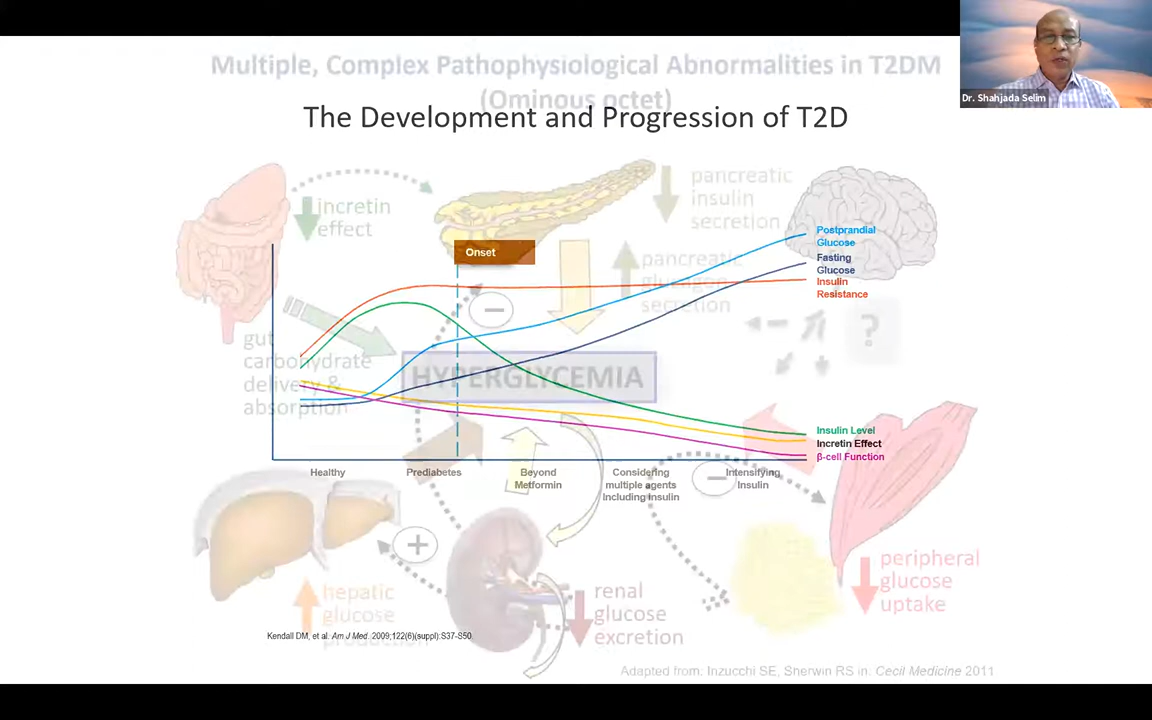 Multiple, Complex Pathophysiological Abnormalities in T2DM
(Ominous octet)
The Development and Progression of T2D
Dr. Shahjada Selim
incretin
effect
pancreatic
insulin
secretion
Onset
pancreatic
glucagon
secretion
Postprandial
Glucose
Fasting
Glucose
Insulin
Resistance
?
gut
carbohydrate
delivery &
absorption
HYPERGLYCEMIA
Insulin Level
Incretin Effect
β-cell Function
Healthy
Prediabetes
Beyond
Metformin
Considering
multiple agents
Including insulin
Intensifying
Insulin
hepatic
glucose
production
renal
glucose
excretion
peripheral
glucose
uptake
Kendall DM, et al. Am J Med. 2009;122(6)(suppl):S37-S50
Adapted from: Inzucchi SE, Sherwin RS in: Cecil Medicine 2011